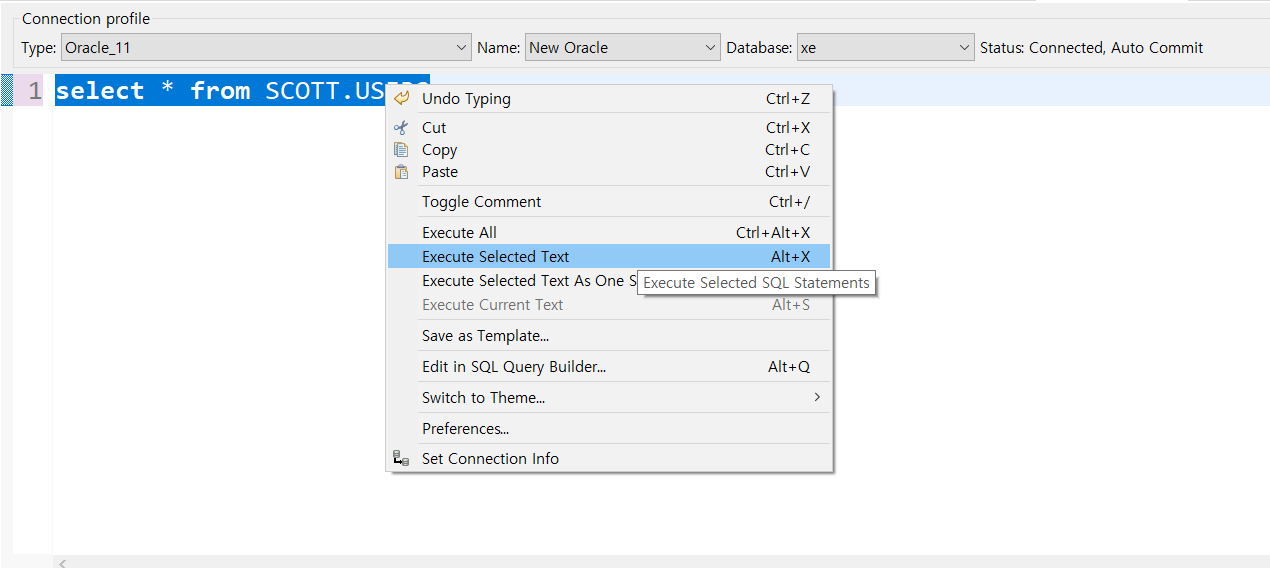 Connection profile
Type: Oracle_11 Name: New Oracle Database: xe Status: Connected, Auto Commit
1 select * from SCOTT.USERS
Undo Typing Ctrl+Z
Cut Ctrl+X
Copy Ctrl+C
Paste Ctrl+V
Toggle Comment Ctrl+/
Execute All Ctrl+Alt+X
Execute Selected Text Alt+X
Execute Selected Text As One S
Execute Selected SQL Statements
Execute Current Text Alt+S
Save as Template...
Edit in SQL Query Builder... Alt+Q
Switch to Theme...
Preferences...
Set Connection Info